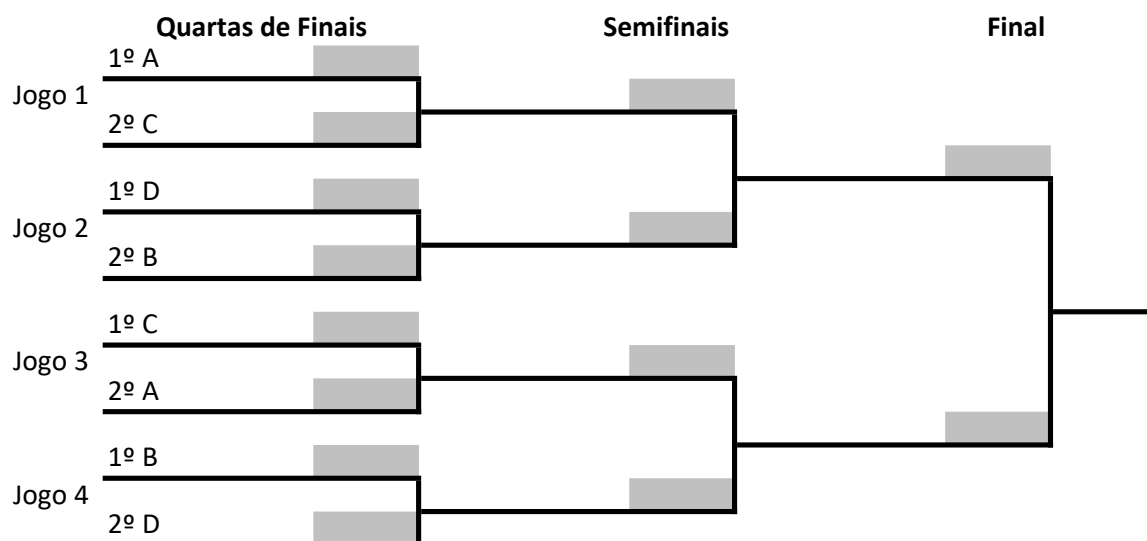 Quartas de Finais Semifinais Final
1º A
Jogo 1
2º C
1º D
Jogo 2
2º B
1º C
Jogo 3
2º A
1º B
Jogo 4
2º D